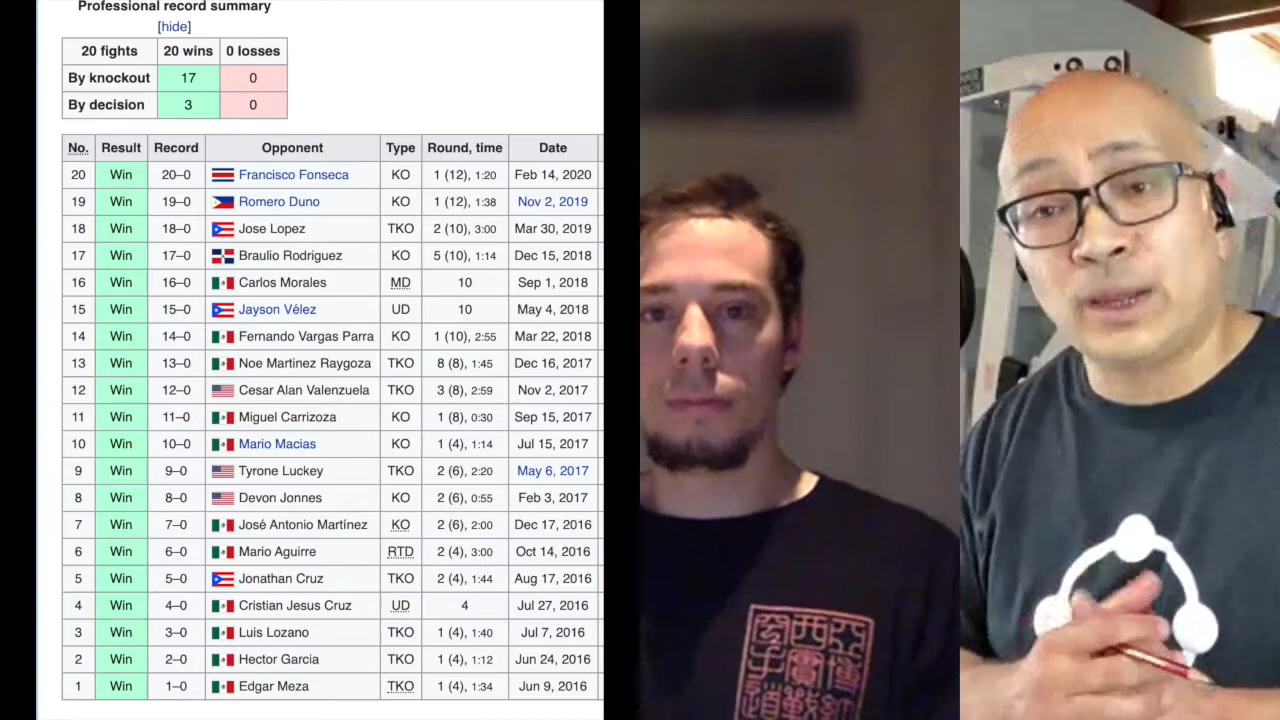 Professional record summary
[hide]
20 fights 20 wins 0 losses
By knockout 17 0
By decision 3 0
No. Result Record Opponent Type Round, time Date
20 Win 20–0 Francisco Fonseca KO 1 (12), 1:20 Feb 14, 2020
19 Win 19–0 Romero Duno KO 1 (12), 1:38 Nov 2, 2019
18 Win 18–0 Jose Lopez TKO 2 (10), 3:00 Mar 30, 2019
17 Win 17–0 Braulio Rodriguez KO 5 (10), 1:14 Dec 15, 2018
16 Win 16–0 Carlos Morales MD 10 Sep 1, 2018
15 Win 15–0 Jayson Vélez UD 10 May 4, 2018
14 Win 14–0 Fernando Vargas Parra KO 1 (10), 2:55 Mar 22, 2018
13 Win 13–0 Noe Martinez Raygoza TKO 8 (8), 1:45 Dec 16, 2017
12 Win 12–0 Cesar Alan Valenzuela TKO 3 (8), 2:59 Nov 2, 2017
11 Win 11–0 Miguel Carrizoza KO 1 (8), 0:30 Sep 15, 2017
10 Win 10–0 Mario Macias KO 1 (4), 1:14 Jul 15, 2017
9 Win 9–0 Tyrone Luckey TKO 2 (6), 2:20 May 6, 2017
8 Win 8–0 Devon Jonnes KO 2 (6), 0:55 Feb 3, 2017
7 Win 7–0 José Antonio Martínez KO 2 (6), 2:00 Dec 17, 2016
6 Win 6–0 Mario Aguirre RTD 2 (4), 3:00 Oct 14, 2016
5 Win 5–0 Jonathan Cruz TKO 2 (4), 1:44 Aug 17, 2016
4 Win 4–0 Cristian Jesus Cruz UD 4 Jul 27, 2016
3 Win 3–0 Luis Lozano TKO 1 (4), 1:40 Jul 7, 2016
2 Win 2–0 Hector Garcia TKO 1 (4), 1:12 Jun 24, 2016
1 Win 1–0 Edgar Meza TKO 1 (4), 1:34 Jun 9, 2016